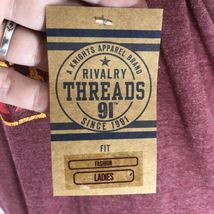 A KNIGHTS APPAREL BRAND
RIVALRY
THREADS
91
SINCE 1991
FIT
FASHION
LADIES